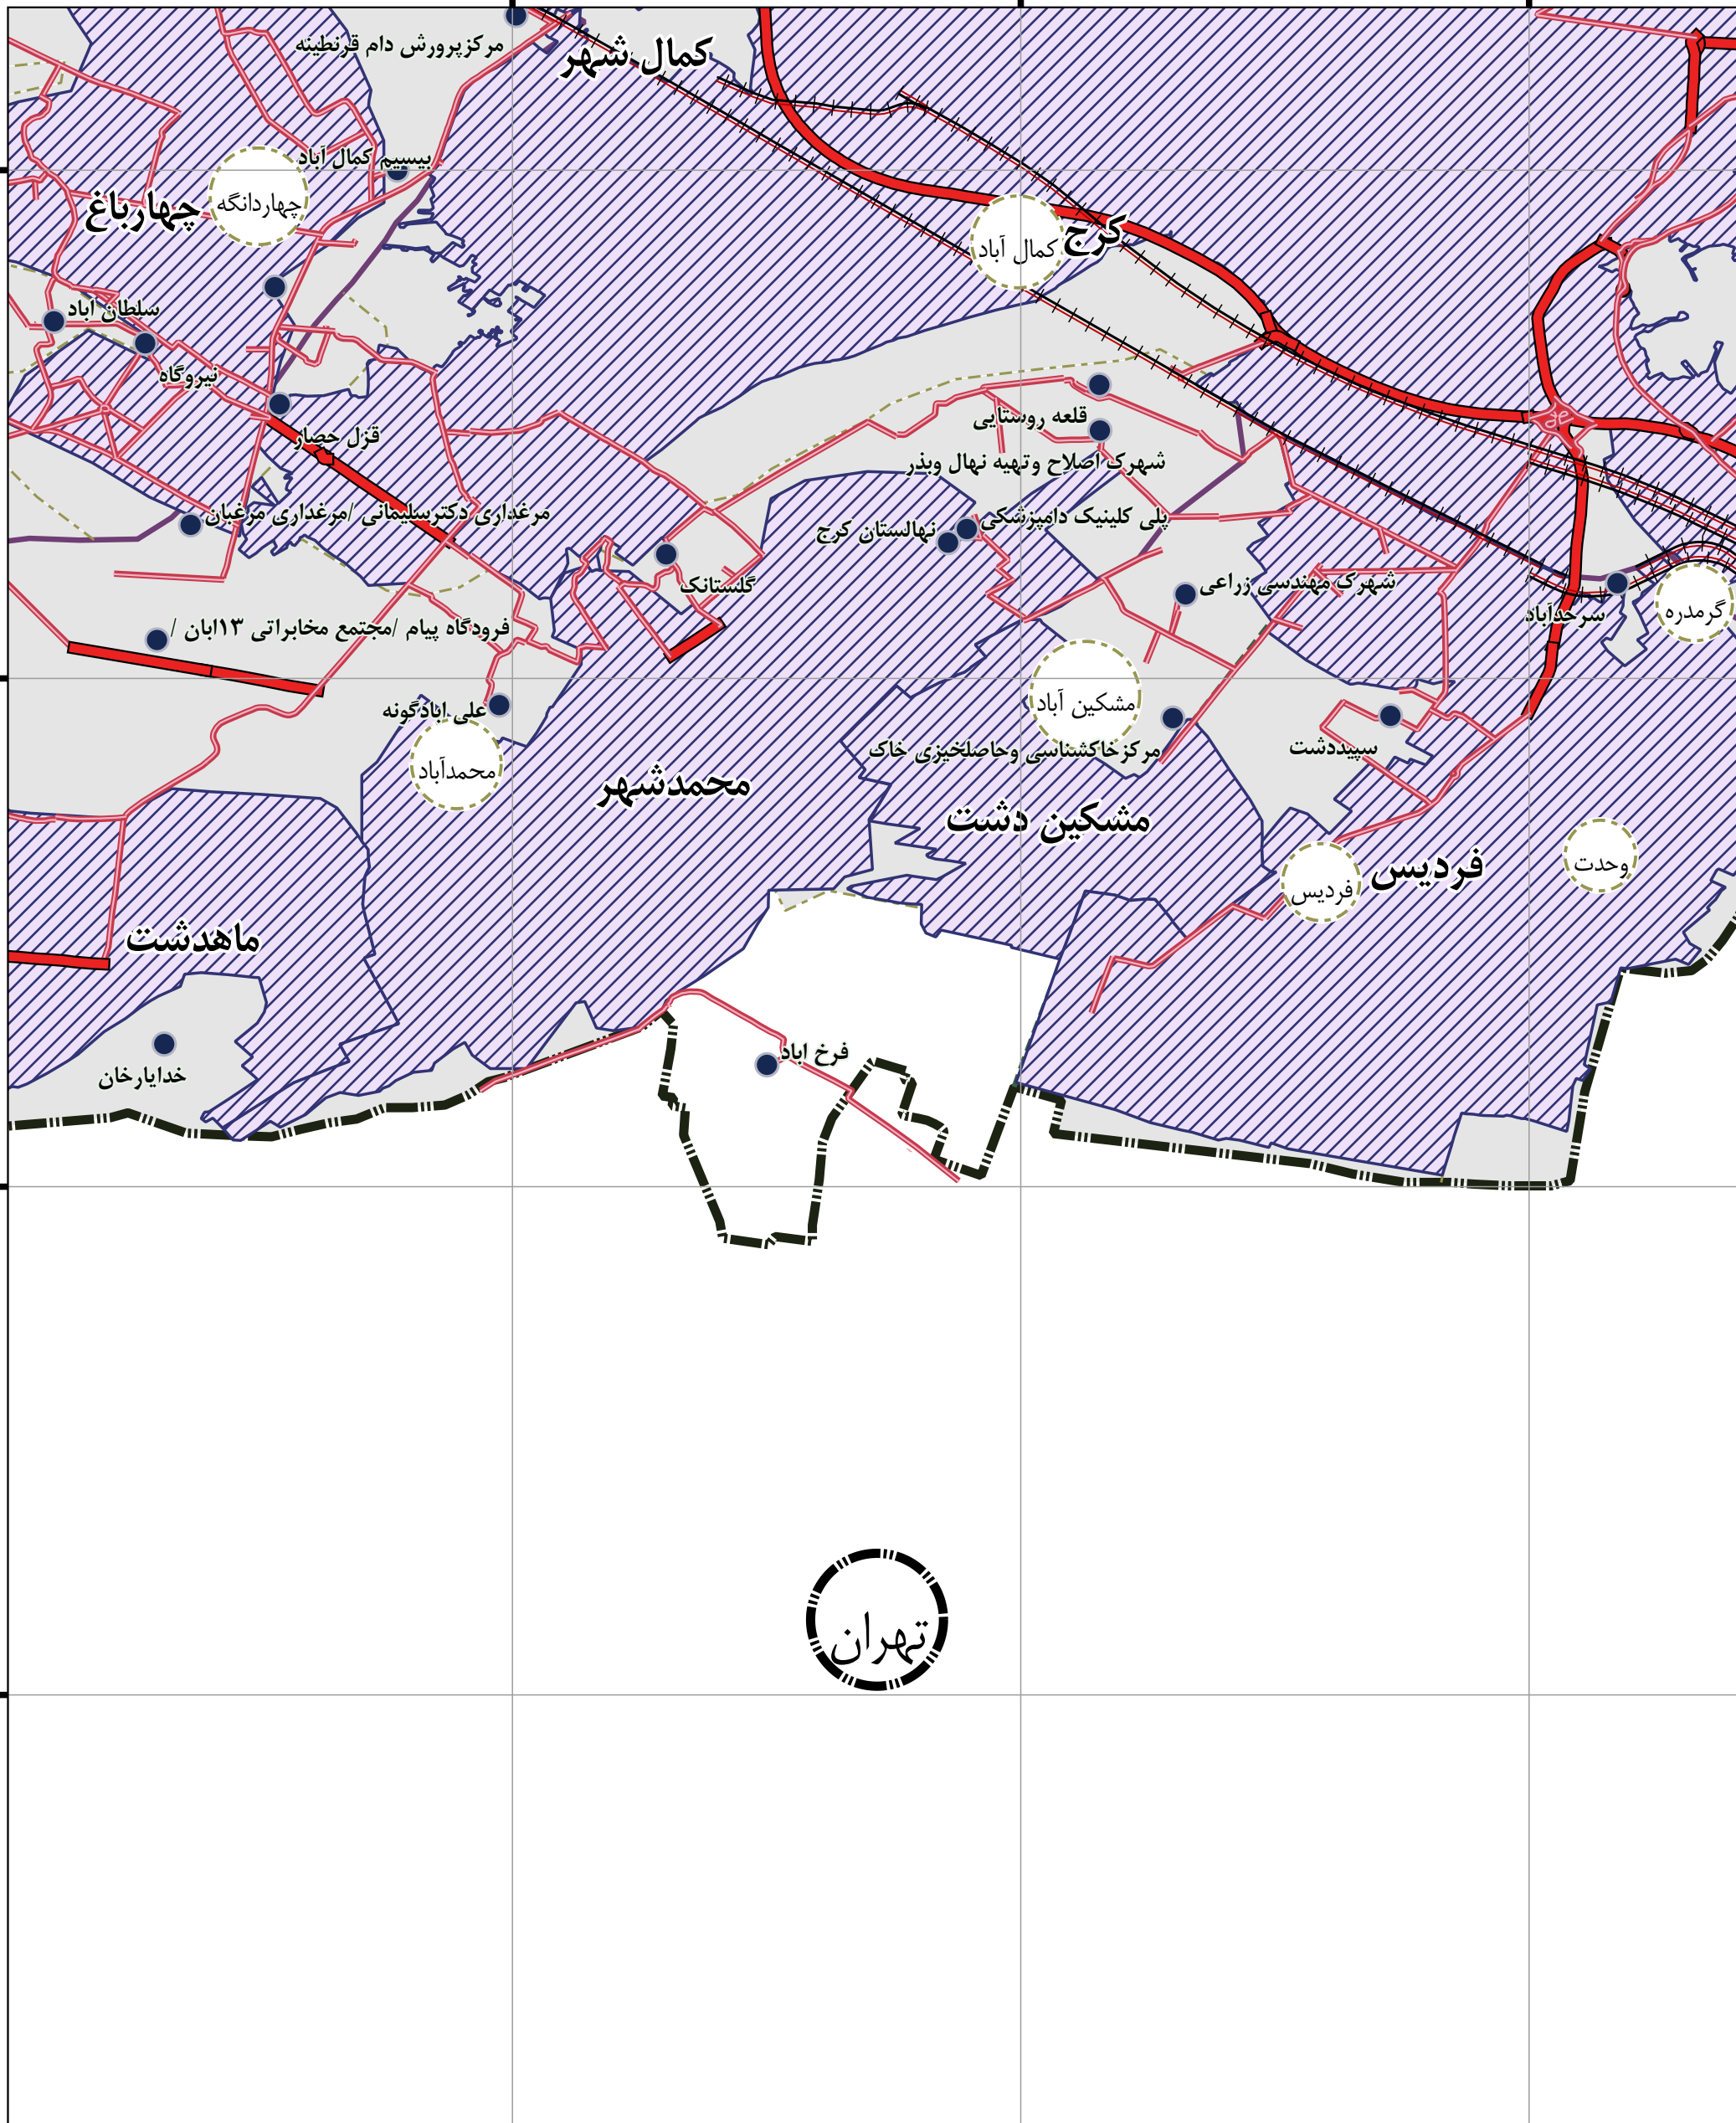 مرکزپرورش دام قرنطینه
کمال شهر
بیسیم کمال آباد
چهاردانگه
چهارباغ
کرج
کمال آباد
سلطان اباد
نیروگاه
قزل حصار
قلعه روستایی
شهرک اصلاح وتهیه نهال وبذر
مرغداری دکترسلیمانی /مرغداری مرغبان
پلی کلینیک دامپزشکی
نهالستان کرج
گلستانک
شهرک مهندسی زراعی
سرحدآباد
گرمدره
فرودگاه پیام /مجتمع مخابراتی ۱۳ابان /
علی ابادگونه
مشکین آباد
مرکزخاکشناسی وحاصلخیزی خاک
سپیددشت
محمدآباد
محمدشهر
مشکین دشت
فردیس
فردیس
وحدت
ماهدشت
خدایارخان
فرخ اباد
تهران